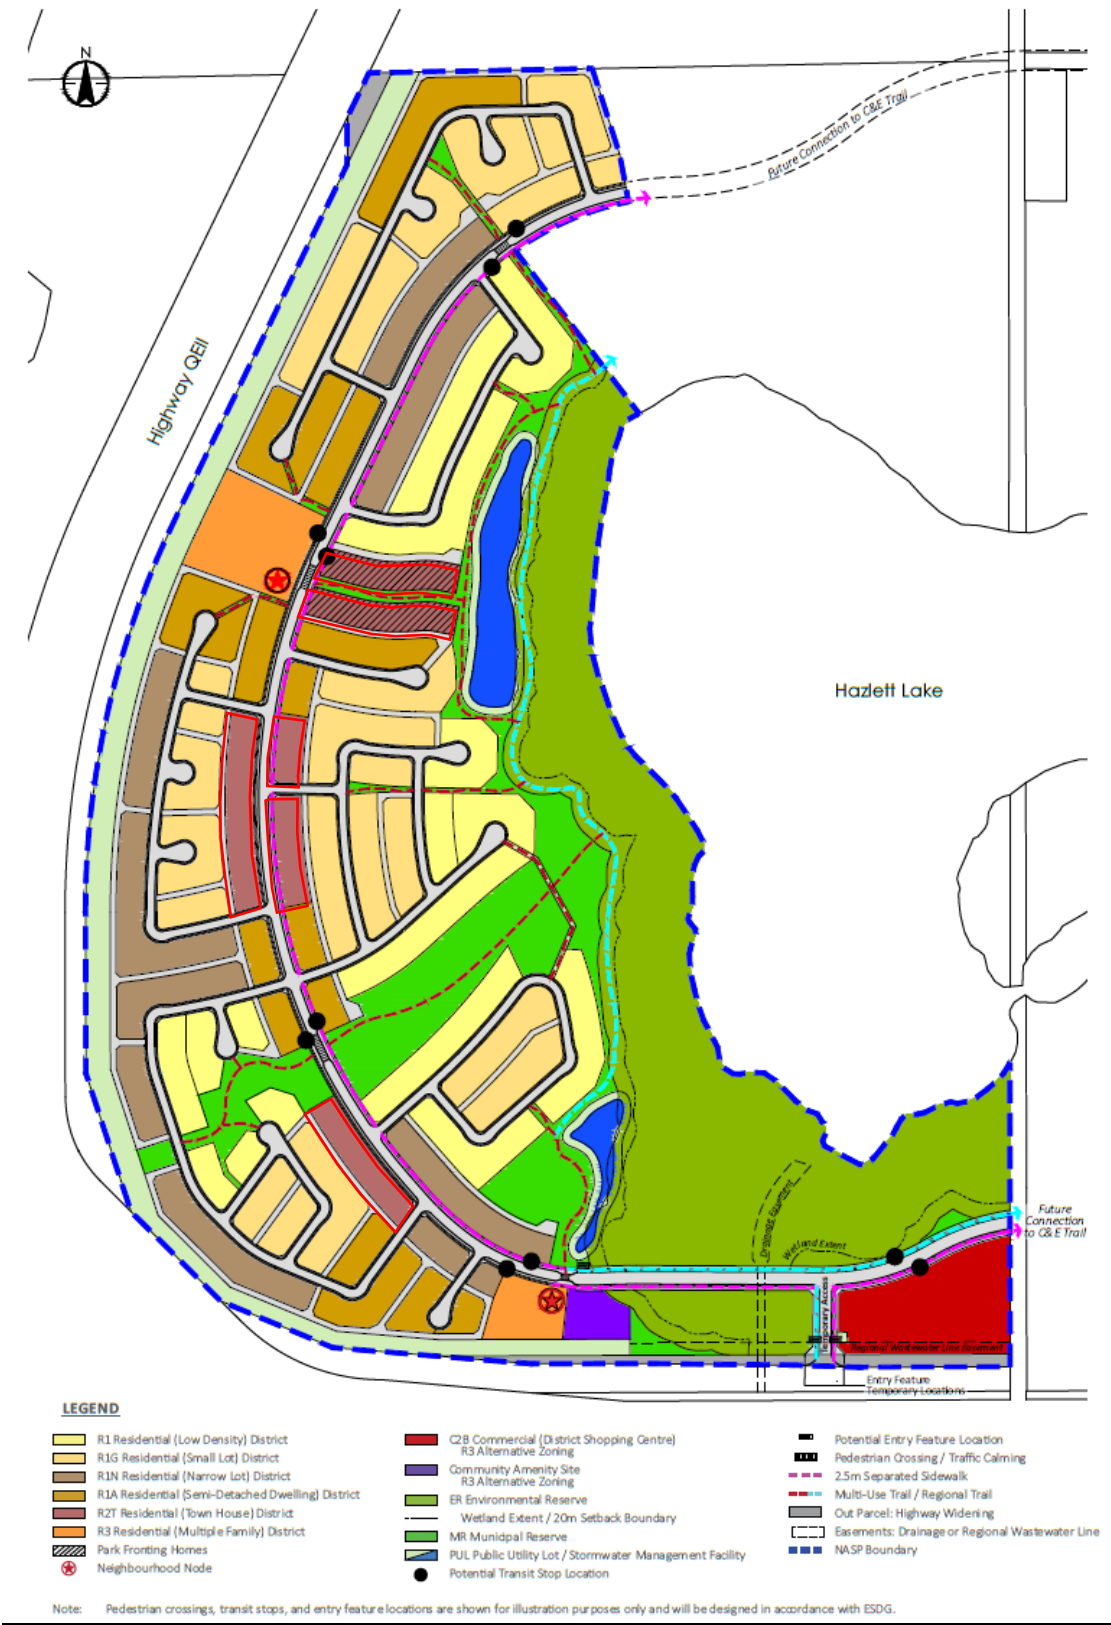 N
Future Connection to C&E Trail
Highway QEII
Hazlett Lake
Drainage Easement
Wetland Extent
Future
Connection
to C&E Trail
Temporary Access
Regional Wastewater Line Easement
Entry Feature
Temporary Locations
LEGEND
R1 Residential (Low Density) District
R1G Residential (Small Lot) District
R1N Residential (Narrow Lot) District
R1A Residential (Semi-Detached Dwelling) District
R2T Residential (Town House) District
R3 Residential (Multiple Family) District
Park Fronting Homes
Neighbourhood Node
C2B Commercial (District Shopping Centre)
R3 Alternative Zoning
Community Amenity Site
R3 Alternative Zoning
ER Environmental Reserve
Wetland Extent / 20m Setback Boundary
MR Municipal Reserve
PUL Public Utility Lot / Stormwater Management Facility
Potential Transit Stop Location
Potential Entry Feature Location
Pedestrian Crossing / Traffic Calming
2.5m Separated Sidewalk
Multi-Use Trail / Regional Trail
Out Parcel: Highway Widening
Easements: Drainage or Regional Wastewater Line
NASP Boundary
Note: Pedestrian crossings, transit stops, and entry feature locations are shown for illustration purposes only and will be designed in accordance with ESDG.